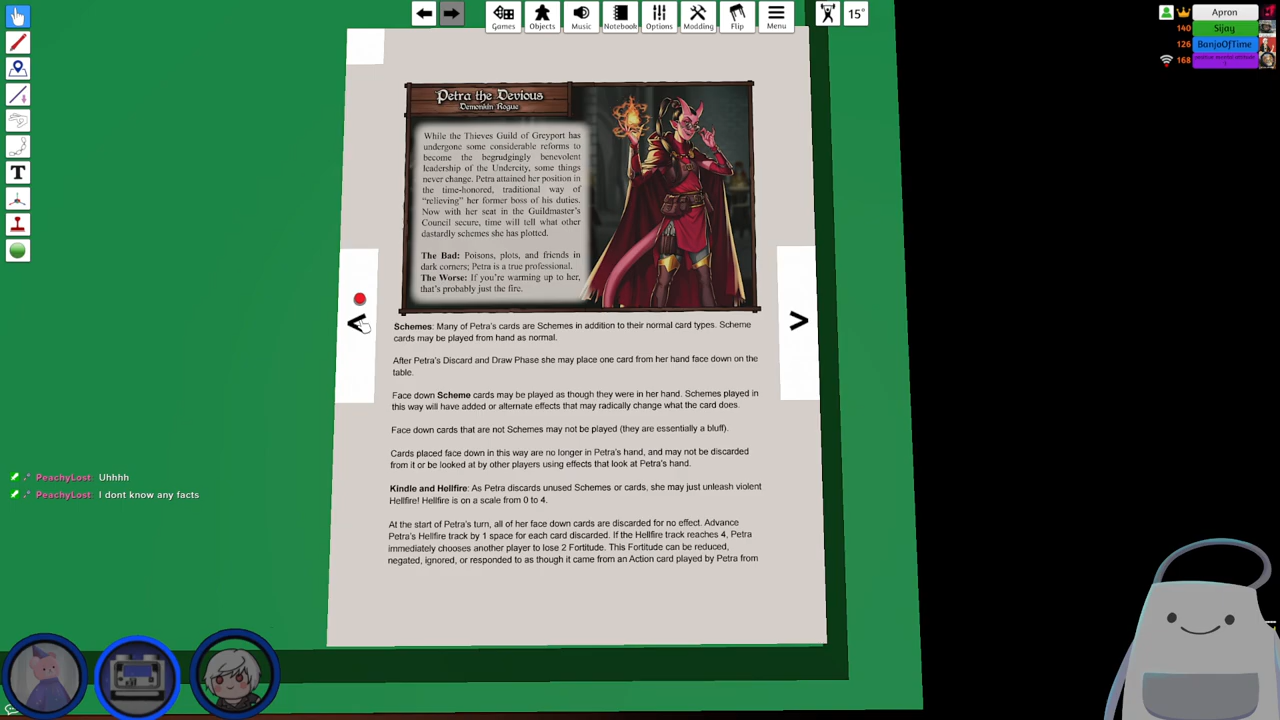 Games
Objects
Music
Notebook
Options
Modding
Flip
Menu
15°
Apron
140
Sijay
126
BanjoOfTime
168
Petra the Devious
Demonkin Rogue
While the Thieves Guild of Greyport has
undergone some considerable reforms to
become the begrudgingly benevolent
leadership of the Undercity, some things
never change. Petra attained her position in
the time-honored, traditional way of
“relieving” her former boss of his duties.
Now with her seat in the Guildmaster’s
Council secure, time will tell what other
dastardly schemes she has plotted.
The Bad: Poisons, plots, and friends in
dark corners; Petra is a true professional.
The Worse: If you’re warming up to her,
that’s probably just the fire.
<
>
T
Schemes: Many of Petra’s cards are Schemes in addition to their normal card types. Scheme
cards may be played from hand as normal.
After Petra’s Discard and Draw Phase she may place one card from her hand face down on the
table.
Face down Scheme cards may be played as though they were in her hand. Schemes played in
this way will have added or alternate effects that may radically change what the card does.
Face down cards that are not Schemes may not be played (they are essentially a bluff).
Cards placed face down in this way are no longer in Petra’s hand, and may not be discarded
from it or be looked at by other players using effects that look at Petra’s hand.
Kindle and Hellfire: As Petra discards unused Schemes or cards, she may just unleash violent
Hellfire! Hellfire is on a scale from 0 to 4.
At the start of Petra’s turn, all of her face down cards are discarded for no effect. Advance
Petra’s Hellfire track by 1 space for each card discarded. If the Hellfire track reaches 4, Petra
immediately chooses another player to lose 2 Fortitude. This Fortitude can be reduced,
negated, ignored, or responded to as though it came from an Action card played by Petra from
PeachyLost: Uhhhh
PeachyLost: I dont know any facts